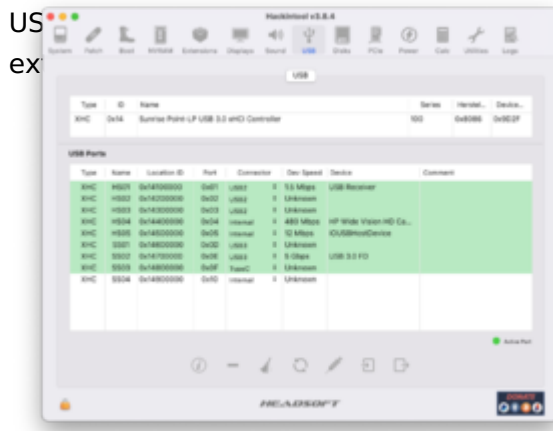 US
ex
Hackintool v3.8.4
System Patch Boot NVRAM Extensions Displays Sound USB Disks PCIe Power Calc Utilities Logs
USB
Type ID Name Series Device...
XHC 0x14 Sunrise Point-LP USB 3.0 xHCI Controller 100 0x8086 0x9D2F
USB Ports
Type Name Location ID Port Connector Dev Speed Device Comment
XHC HS01 0x14100000 0x01 USB2 1.5 Mbps USB Receiver
XHC HS02 0x14200000 0x02 USB2 Unknown
XHC HS03 0x14300000 0x03 USB2 Unknown
XHC HS04 0x14400000 0x04 Internal 480 Mbps HP Wide Vision HD Ca...
XHC HS05 0x14500000 0x05 Internal 12 Mbps IOUSBHostDevice
XHC SS01 0x14600000 0x0D USB3 Unknown
XHC SS02 0x14700000 0x0E USB3 5 Gbps USB 3.0 FD
XHC SS03 0x14800000 0x0F TypeC Unknown
XHC SS04 0x14900000 0x10 Internal Unknown
Active Port
HEADSOFT
DONATE